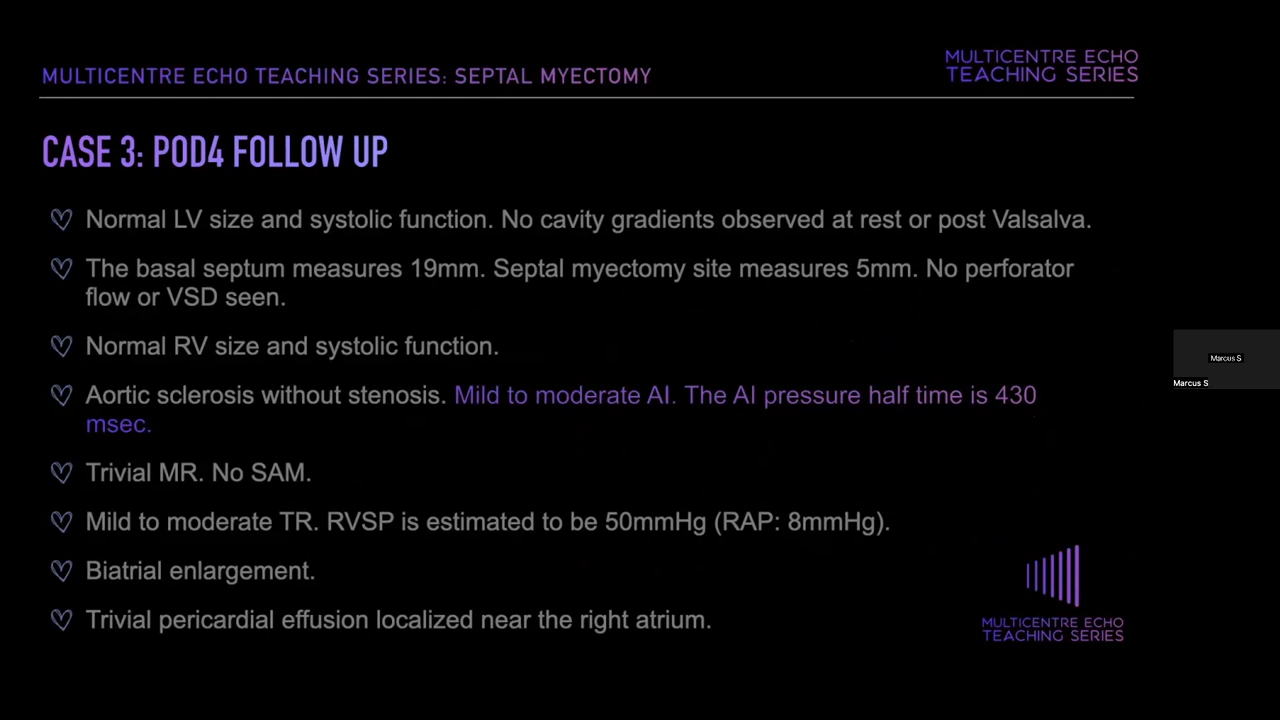 MULTICENTRE ECHO TEACHING SERIES: SEPTAL MYECTOMY
MULTICENTRE ECHO
TEACHING SERIES
CASE 3: POD4 FOLLOW UP
Normal LV size and systolic function. No cavity gradients observed at rest or post Valsalva.
The basal septum measures 19mm. Septal myectomy site measures 5mm. No perforator
flow or VSD seen.
Normal RV size and systolic function.
Aortic sclerosis without stenosis. Mild to moderate AI. The AI pressure half time is 430
msec.
Trivial MR. No SAM.
Mild to moderate TR. RVSP is estimated to be 50mmHg (RAP: 8mmHg).
Biatrial enlargement.
Trivial pericardial effusion localized near the right atrium.
MULTICENTRE ECHO
TEACHING SERIES
Marcus S
Marcus S